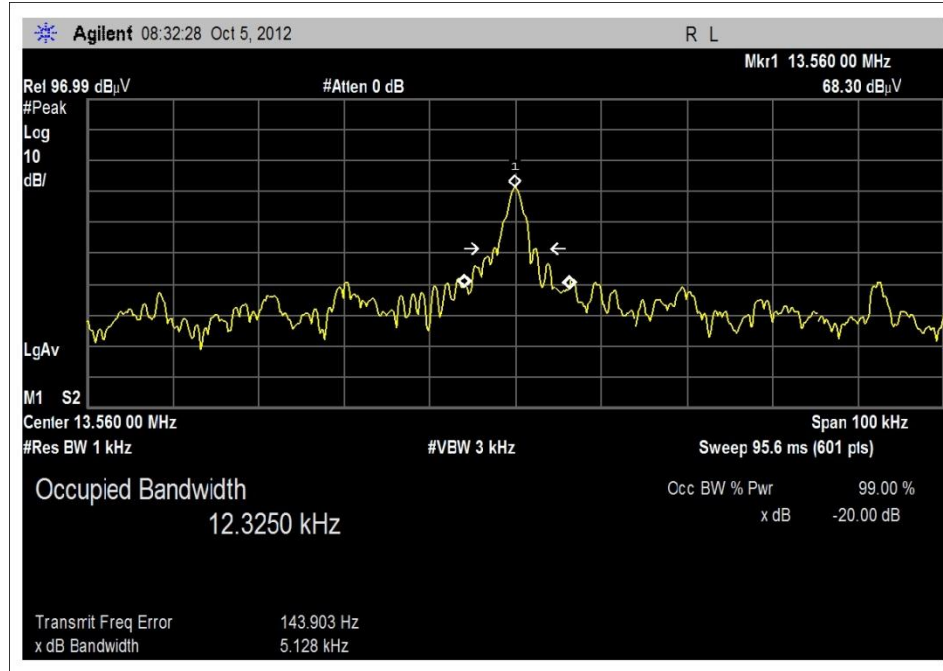 Agilent 08:32:28 Oct 5, 2012 R L
Mkr1 13.560 00 MHz
Ref 96.99 dBµV #Atten 0 dB 68.30 dBµV
#Peak
Log
10
dB/
1
LgAv
M1 S2
Center 13.560 00 MHz Span 100 kHz
#Res BW 1 kHz #VBW 3 kHz Sweep 95.6 ms (601 pts)
Occupied Bandwidth Occ BW % Pwr 99.00 %
12.3250 kHz x dB -20.00 dB
Transmit Freq Error 143.903 Hz
x dB Bandwidth 5.128 kHz